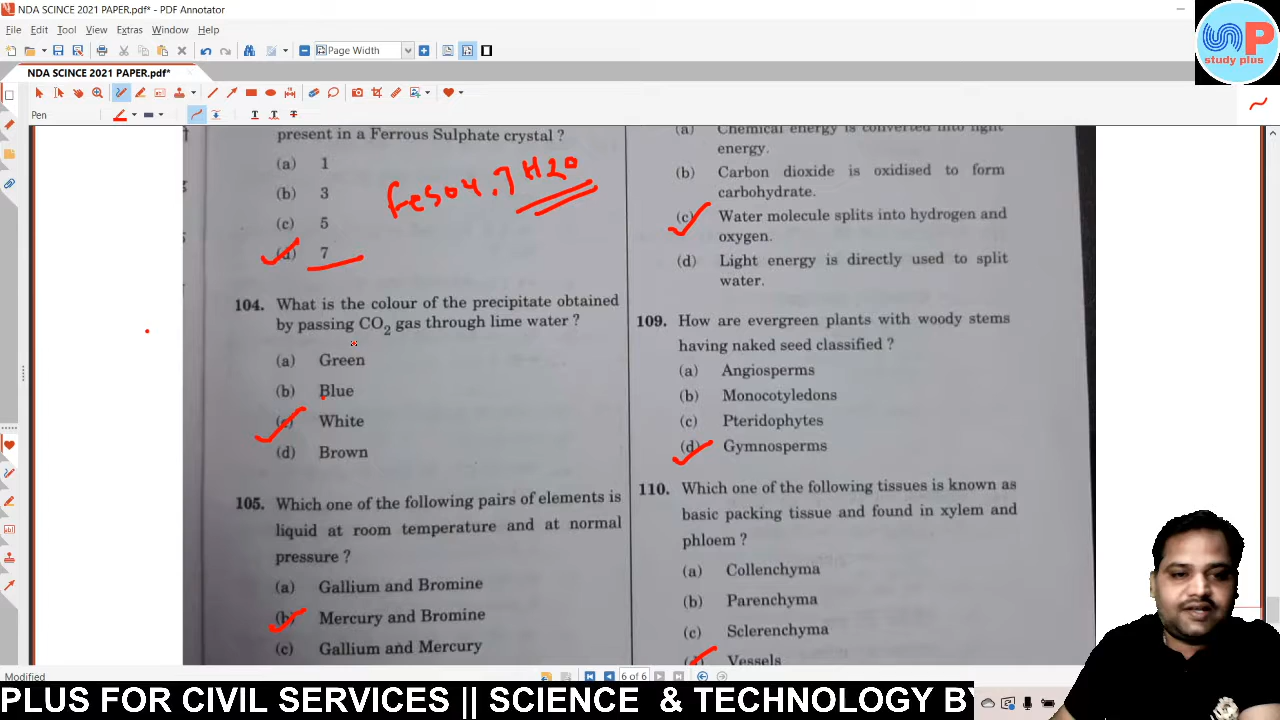 NDA SCINCE 2021 PAPER.pdf* - PDF Annotator
File Edit Tool View Extras Window Help
Page Width
NDA SCINCE 2021 PAPER.pdf*
Pen
T T T
SP
study plus
present in a Ferrous Sulphate crystal ?
(a) 1
(b) 3
(c) 5
(d) 7
FeSO4.7H2O
104. What is the colour of the precipitate obtained
by passing CO2 gas through lime water ?
(a) Green
(b) Blue
(c) White
(d) Brown
105. Which one of the following pairs of elements is
liquid at room temperature and at normal
pressure ?
(a) Gallium and Bromine
(b) Mercury and Bromine
(c) Gallium and Mercury
(a) Chemical energy is converted into light
energy.
(b) Carbon dioxide is oxidised to form
carbohydrate.
(c) Water molecule splits into hydrogen and
oxygen.
(d) Light energy is directly used to split
water.
109. How are evergreen plants with woody stems
having naked seed classified ?
(a) Angiosperms
(b) Monocotyledons
(c) Pteridophytes
(d) Gymnosperms
110. Which one of the following tissues is known as
basic packing tissue and found in xylem and
phloem ?
(a) Collenchyma
(b) Parenchyma
(c) Sclerenchyma
(d) Vessels
6 of 6
PLUS FOR CIVIL SERVICES || SCIENCE & TECHNOLOGY BY